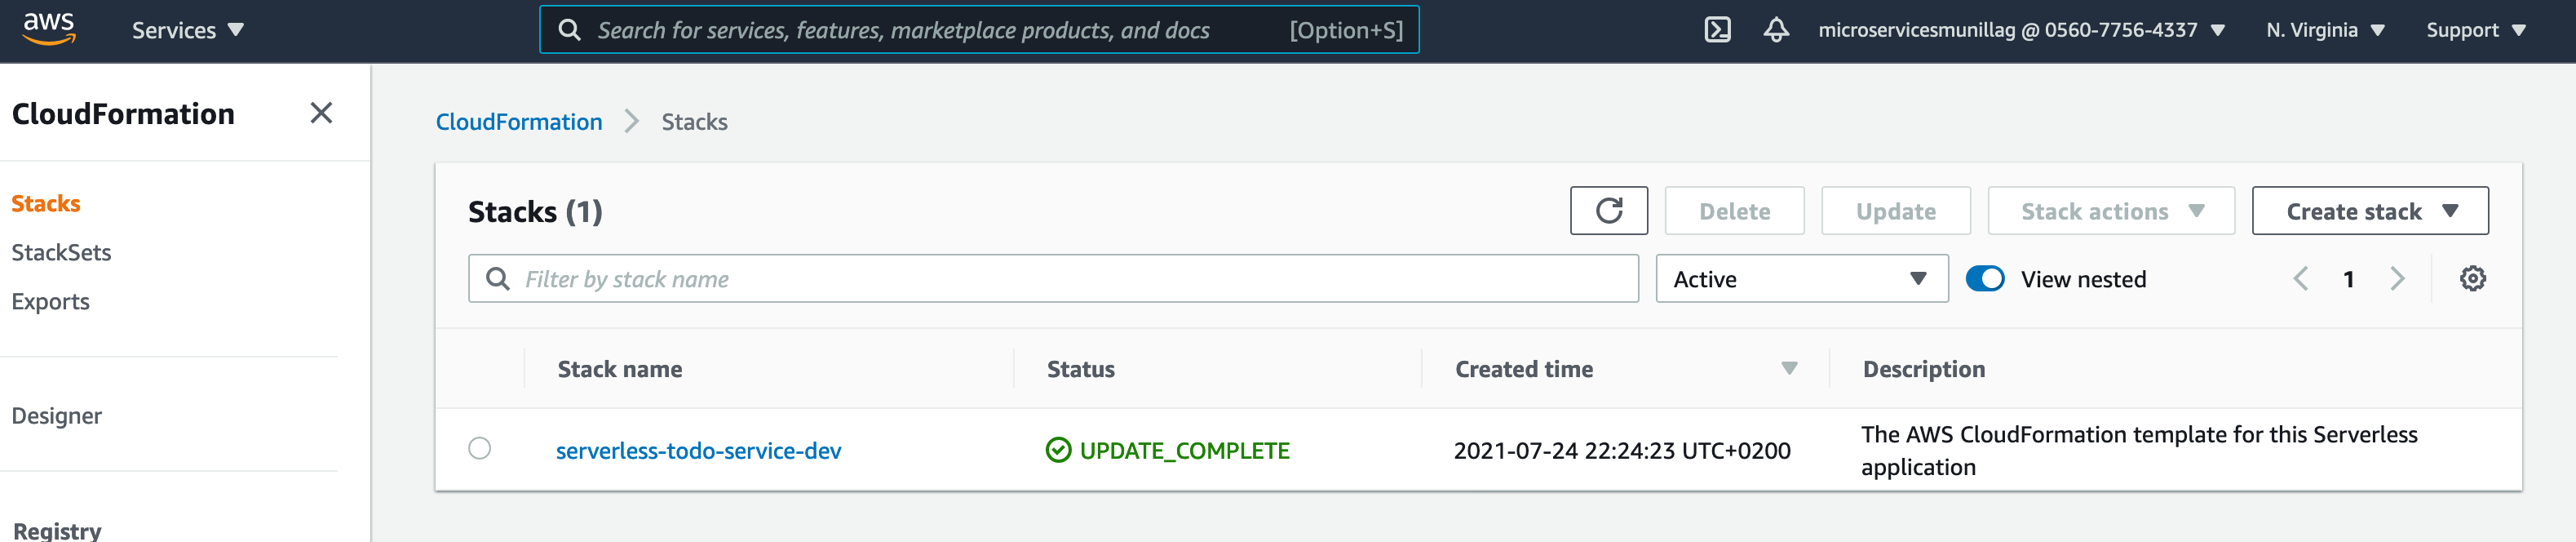 aws
Services
Search for services, features, marketplace products, and docs [Option+S]
microservicesmunillag @ 0560-7756-4337
N. Virginia
Support
CloudFormation
Stacks
StackSets
Exports
Designer
Registry
CloudFormation
Stacks
Stacks (1)
Delete
Update
Stack actions
Create stack
Filter by stack name
Active
View nested
1
Stack name
Status
Created time
Description
serverless-todo-service-dev
UPDATE_COMPLETE
2021-07-24 22:24:23 UTC+0200
The AWS CloudFormation template for this Serverless
application